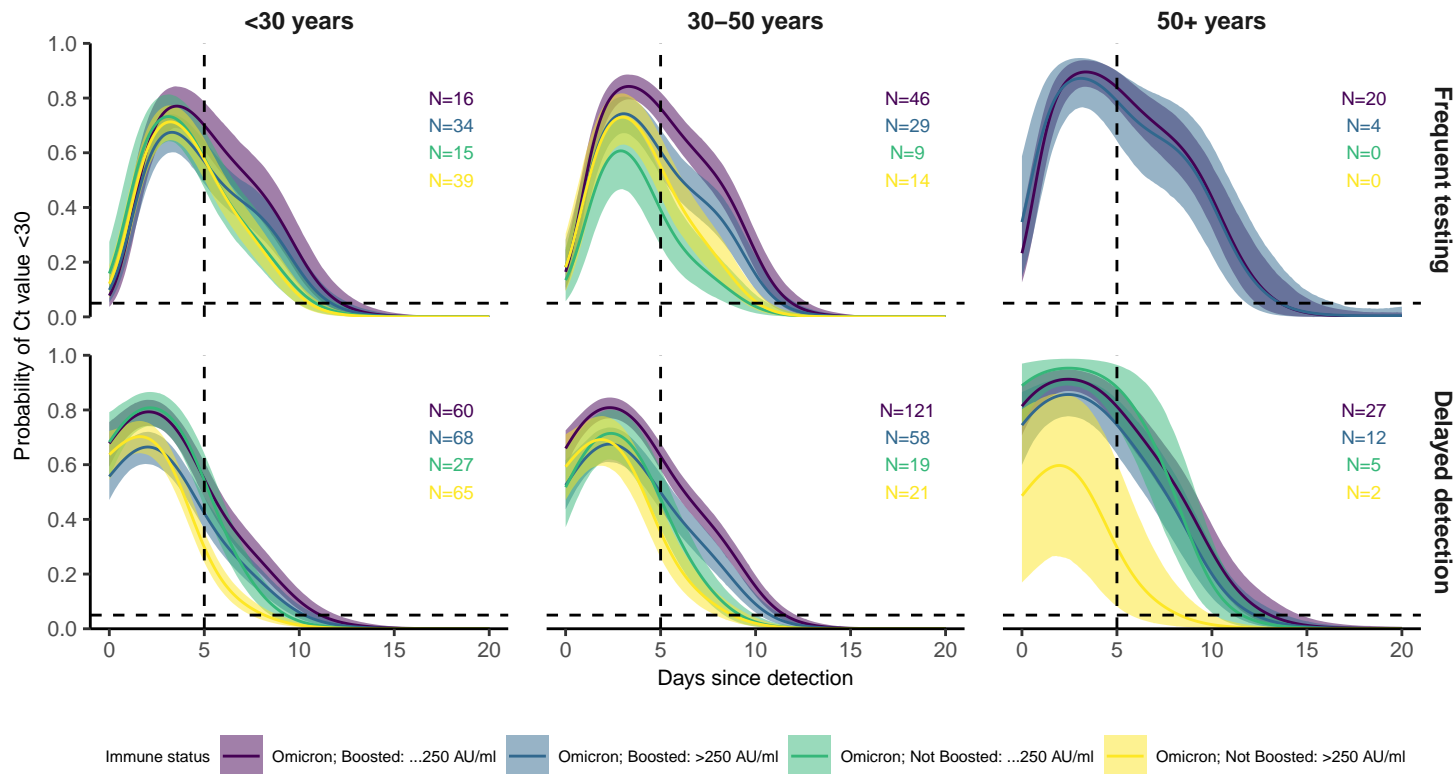 <30 years
30–50 years
50+ years
Probability of Ct value <30
1.0
0.8
0.6
0.4
0.2
0.0
N=16
N=34
N=15
N=39
N=46
N=29
N=9
N=14
N=20
N=4
N=0
N=0
Frequent testing
1.0
0.8
0.6
0.4
0.2
0.0
N=60
N=68
N=27
N=65
N=121
N=58
N=19
N=21
N=27
N=12
N=5
N=2
Delayed detection
0 5 10 15 20
0 5 10 15 20
0 5 10 15 20
Days since detection
Immune status
Omicron; Boosted: ...250 AU/ml
Omicron; Boosted: >250 AU/ml
Omicron; Not Boosted: ...250 AU/ml
Omicron; Not Boosted: >250 AU/ml